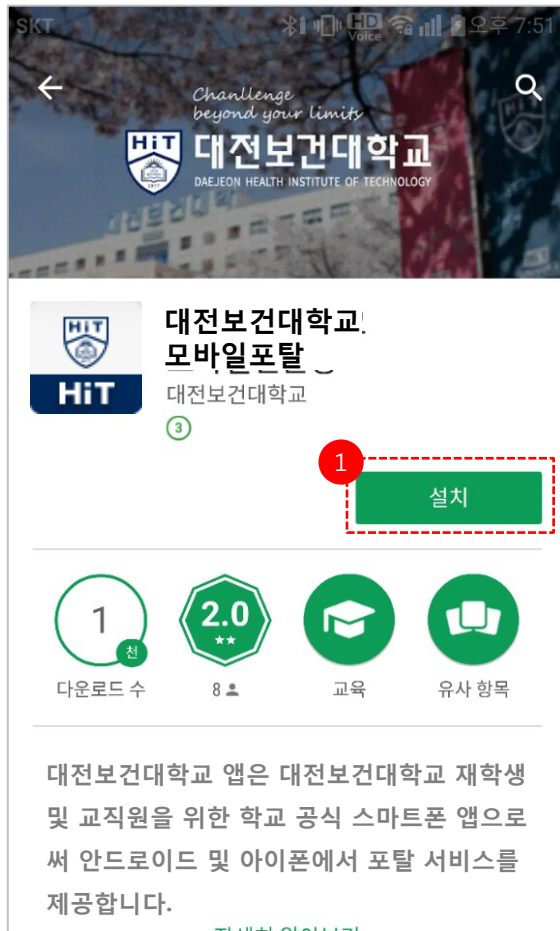 SKT HD Voice 오후 7:51
Chanllenge
beyond your limits
HiT 대전보건대학교
DAEJEON HEALTH INSTITUTE OF TECHNOLOGY
1977
HiT
HiT
대전보건대학교
모바일포탈
대전보건대학교
3
1
설치
1
천
2.0
다운로드 수
8
교육
유사 항목
대전보건대학교 앱은 대전보건대학교 재학생
및 교직원을 위한 학교 공식 스마트폰 앱으로
써 안드로이드 및 아이폰에서 포탈 서비스를
제공합니다.